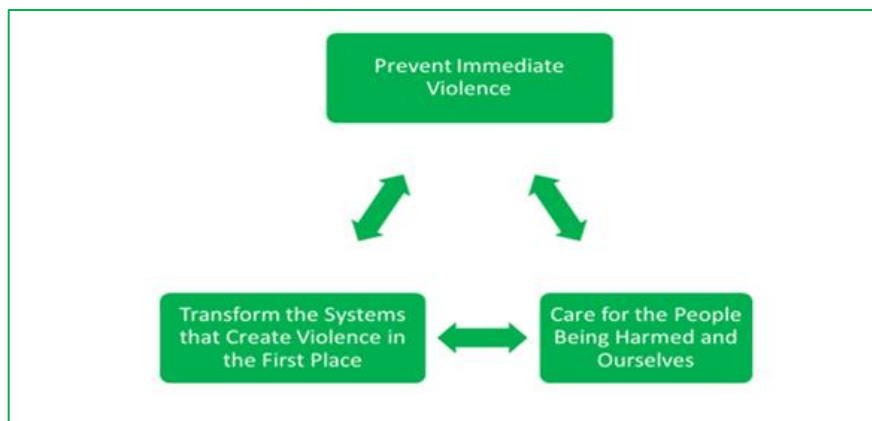 Prevent Immediate
Violence
Transform the Systems
that Create Violence in
the First Place
Care for the People
Being Harmed and
Ourselves